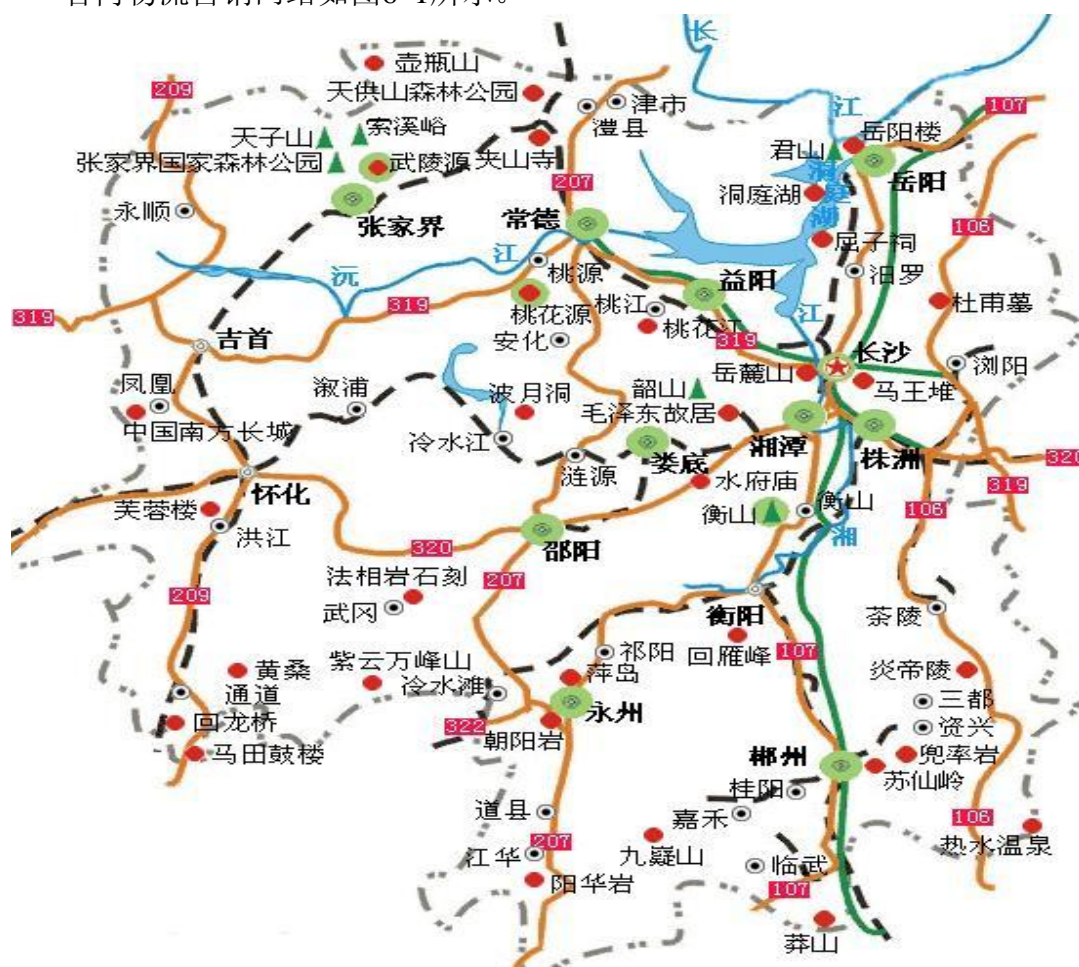 省内物流营销网络如图
所示。
长
壶瓶山
209
天供山森林公园
津市
107
江
澧县
天子山
索溪峪
岳阳楼
君山
张家界国家森林公园
武陵源
夹山寺
岳阳
207
洞庭湖
洞庭湖
永顺
张家界
常德
106
屈子祠
江
桃源
沅
益阳
汨罗
319
桃花源
桃江
319
江
杜甫墓
桃花江
吉首
安化
319
长沙
浏阳
岳麓山
凤凰
溆浦
波月洞
韶山
马王堆
中国南方长城
毛泽东故居
冷水江
湘潭
株洲
娄底
320
涟源
319
怀化
水府庙
芙蓉楼
衡山
衡山
106
洪江
湘
320
邵阳
207
法相岩石刻
209
武冈
衡阳
茶陵
回雁峰
107
祁阳
黄桑
紫云万峰山
萍岛
炎帝陵
通道
冷水滩
三都
永州
回龙桥
322
资兴
朝阳岩
马田鼓楼
郴州
兜率岩
苏仙岭
桂阳
道县
嘉禾
106
207
九嶷山
热水温泉
江华
临武
阳华岩
107
莽山